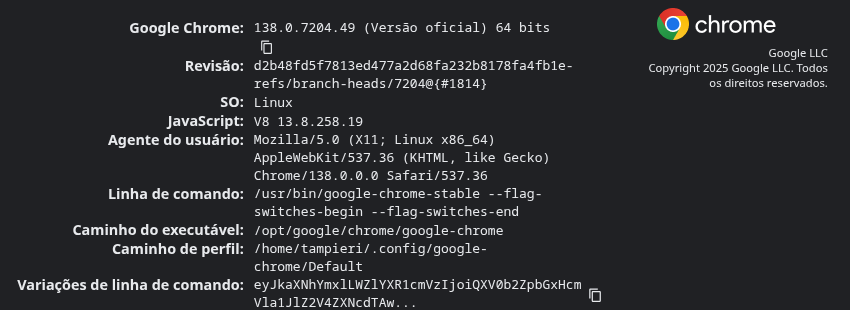 Google Chrome: 138.0.7204.49 (Versão oficial) 64 bits
chrome
Google LLC
Copyright 2025 Google LLC. Todos
os direitos reservados.
Revisão: d2b48fd5f7813ed477a2d68fa232b8178fa4fb1e-
refs/branch-heads/7204@{#1814}
SO: Linux
JavaScript: V8 13.8.258.19
Agente do usuário: Mozilla/5.0 (X11; Linux x86_64)
AppleWebKit/537.36 (KHTML, like Gecko)
Chrome/138.0.0.0 Safari/537.36
Linha de comando: /usr/bin/google-chrome-stable --flag-
switches-begin --flag-switches-end
Caminho do executável: /opt/google/chrome/google-chrome
Caminho de perfil: /home/tampieri/.config/google-
chrome/Default
Variações de linha de comando: eyJkaXNhYmxlLWZlYXR1cmVzIjoiQXV0b2ZpbGxHcm
Vla1JlZ2V4ZXNcdTAw...